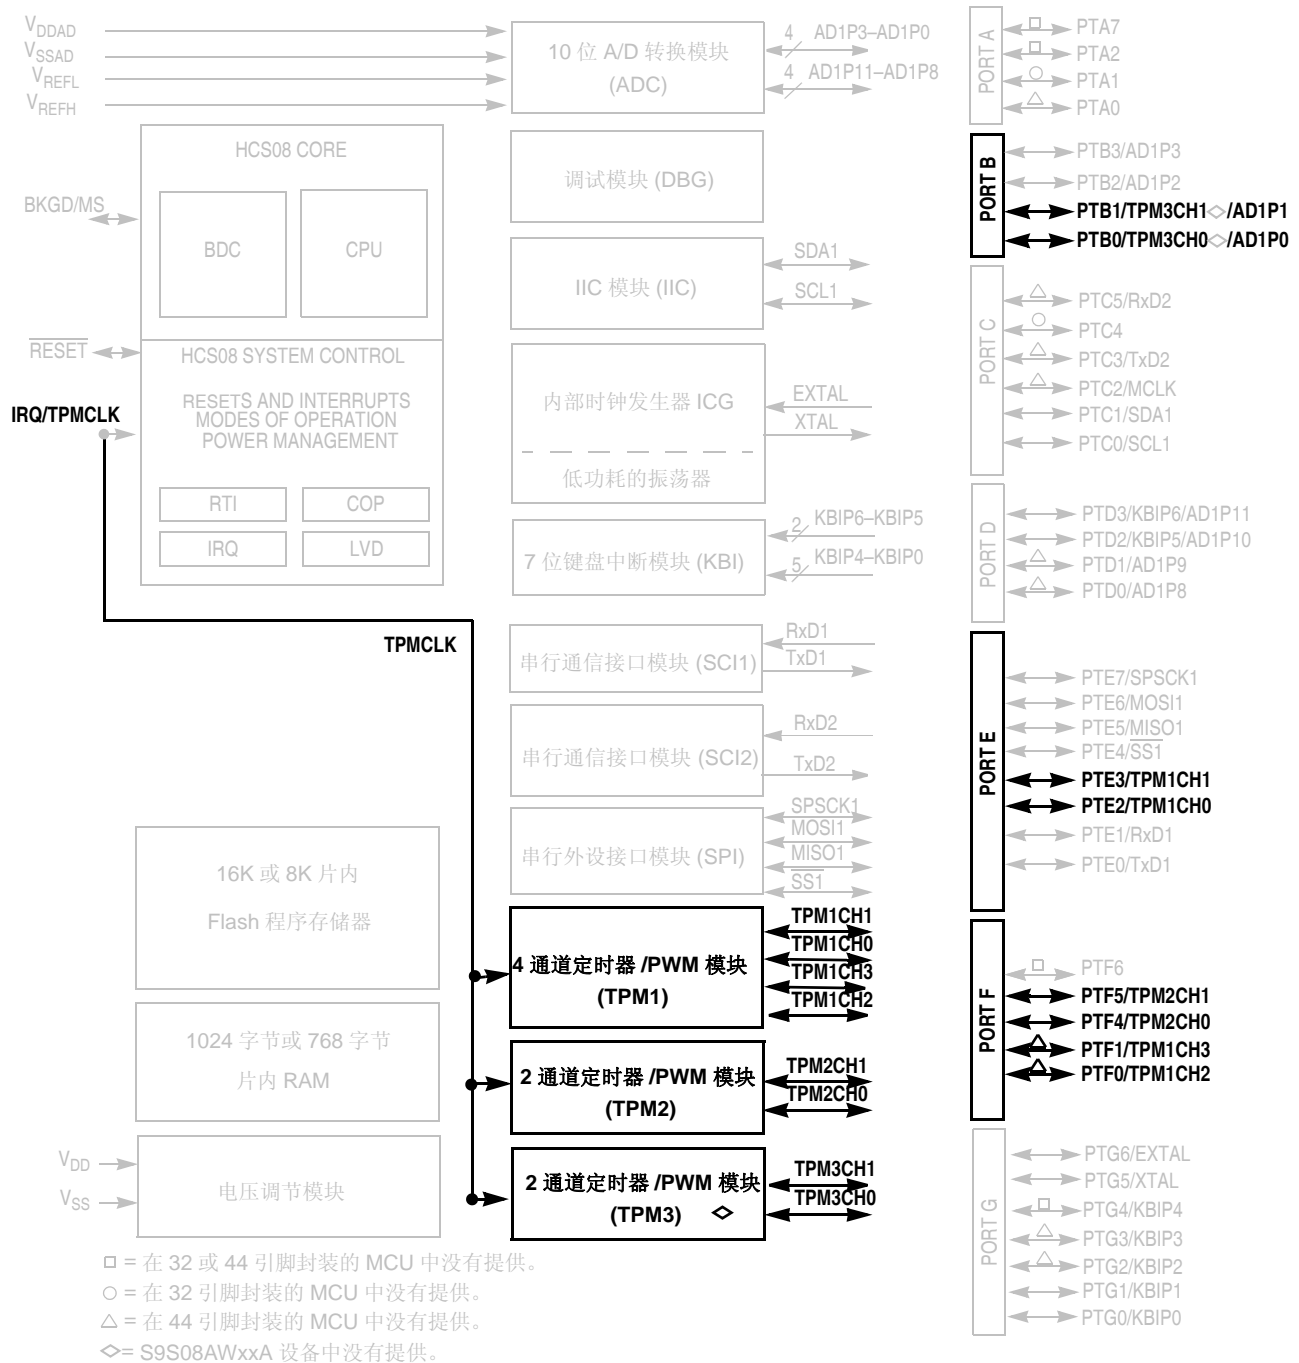 VDDAD
VSSAD
VREFL
VREFH
10 位 A/D 转换模块
(ADC)
4 AD1P3–AD1P0
4 AD1P11–AD1P8
HCS08 CORE
BDC
CPU
BKGD/MS
RESET
HCS08 SYSTEM CONTROL
RESETS AND INTERRUPTS
MODES OF OPERATION
POWER MANAGEMENT
IRQ/TPMCLK
RTI
COP
IRQ
LVD
TPMCLK
调试模块 (DBG)
IIC 模块 (IIC)
SDA1
SCL1
内部时钟发生器 ICG
低功耗的振荡器
EXTAL
XTAL
7 位键盘中断模块 (KBI)
2 KBIP6–KBIP5
5 KBIP4–KBIP0
串行通信接口模块 (SCI1)
RxD1
TxD1
串行通信接口模块 (SCI2)
RxD2
TxD2
串行外设接口模块 (SPI)
SPSCK1
MOSI1
MISO1
SS1
16K 或 8K 片内
Flash 程序存储器
1024 字节或 768 字节
片内 RAM
VDD
VSS
电压调节模块
4 通道定时器 /PWM 模块
(TPM1)
TPM1CH1
TPM1CH0
TPM1CH3
TPM1CH2
2 通道定时器 /PWM 模块
(TPM2)
TPM2CH1
TPM2CH0
2 通道定时器 /PWM 模块
(TPM3) ◇
TPM3CH1
TPM3CH0
PORT A
□ PTA7
□ PTA2
○ PTA1
△ PTA0
PORT B
PTB3/AD1P3
PTB2/AD1P2
PTB1/TPM3CH1◇/AD1P1
PTB0/TPM3CH0◇/AD1P0
PORT C
△ PTC5/RxD2
○ PTC4
△ PTC3/TxD2
△ PTC2/MCLK
PTC1/SDA1
PTC0/SCL1
PORT D
PTD3/KBIP6/AD1P11
PTD2/KBIP5/AD1P10
△ PTD1/AD1P9
△ PTD0/AD1P8
PORT E
PTE7/SPSCK1
PTE6/MOSI1
PTE5/MISO1
PTE4/SS1
PTE3/TPM1CH1
PTE2/TPM1CH0
PTE1/RxD1
PTE0/TxD1
PORT F
□ PTF6
PTF5/TPM2CH1
PTF4/TPM2CH0
△ PTF1/TPM1CH3
△ PTF0/TPM1CH2
PORT G
PTG6/EXTAL
PTG5/XTAL
□ PTG4/KBIP4
△ PTG3/KBIP3
△ PTG2/KBIP2
PTG1/KBIP1
PTG0/KBIP0
□ = 在 32 或 44 引脚封装的 MCU 中没有提供。
○ = 在 32 引脚封装的 MCU 中没有提供。
△ = 在 44 引脚封装的 MCU 中没有提供。
◇= S9S08AWxxA 设备中没有提供。